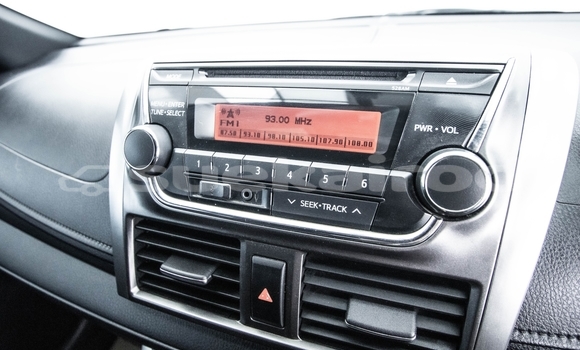 PWR•VOL
TUNE•SELECT
FM1
93.00 MHz
87.50 93.10 98.10 105.10 107.90 108.00
1 2 3 4 5 6
SEEK•TRACK